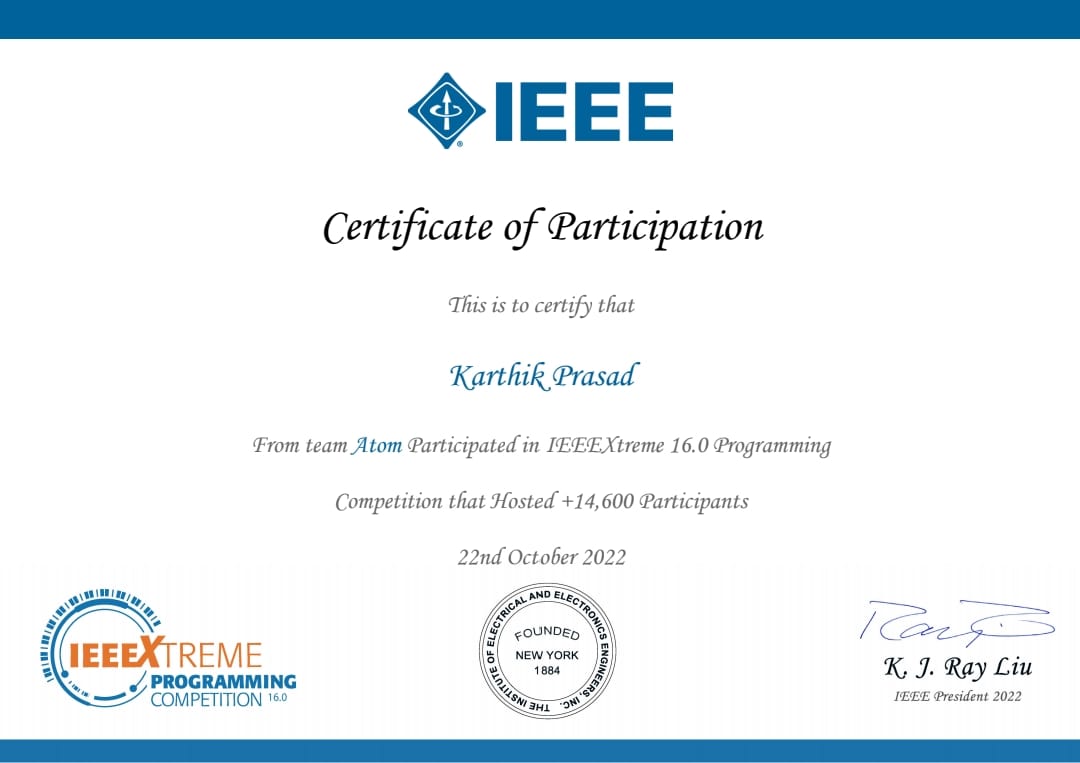 IEEE
®
Certificate of Participation
This is to certify that
Karthik Prasad
From team Atom Participated in IEEEXtreme 16.0 Programming
Competition that Hosted +14,600 Participants
22nd October 2022
IEEEXTREME
PROGRAMMING
COMPETITION 16.0
THE INSTITUTE OF ELECTRICAL AND ELECTRONICS ENGINEERS, INC.
FOUNDED
NEW YORK
1884
K. J. Ray Liu
IEEE President 2022